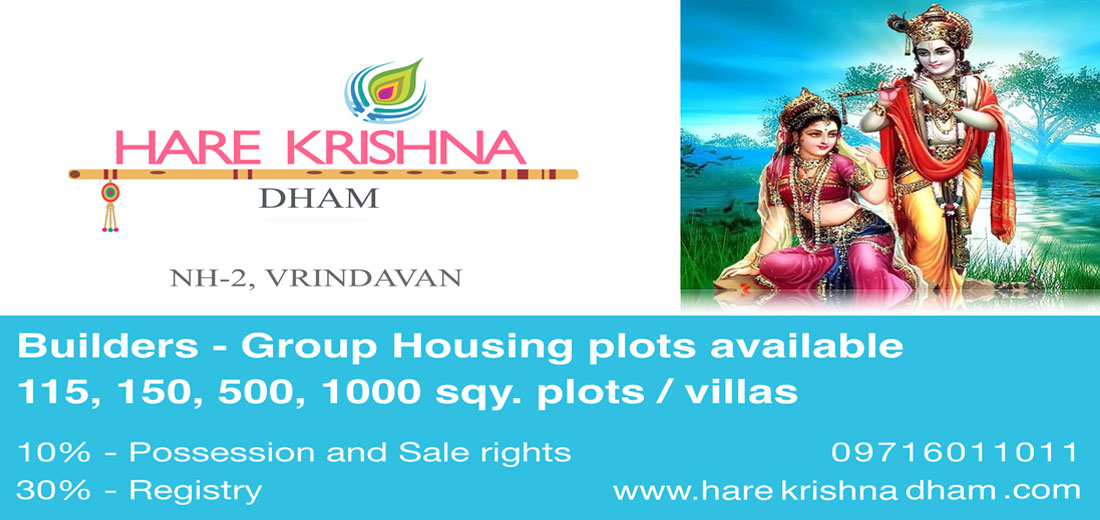 HARE KRISHNA
DHAM
NH-2, VRINDAVAN
Builders - Group Housing plots available
115, 150, 500, 1000 sqy. plots / villas
10% - Possession and Sale rights
09716011011
30% - Registry
www.hare krishna dham .com